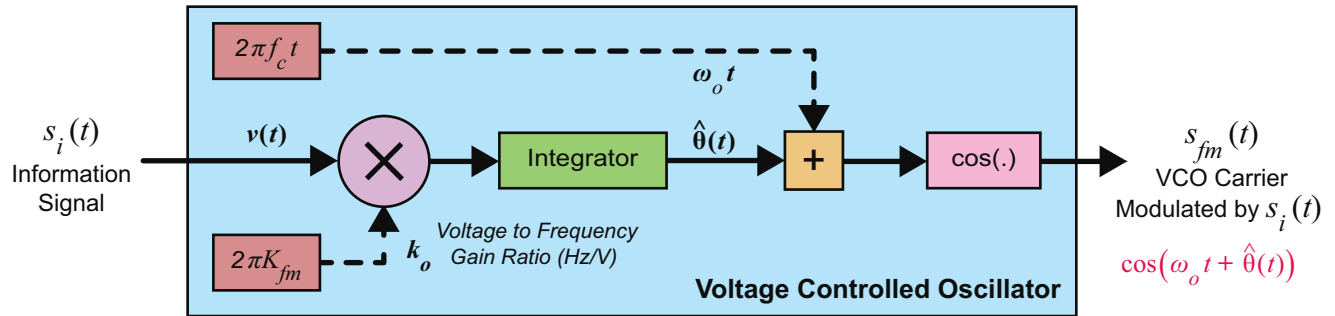 2πf_c t
ω_o t
s_i(t)
Information
Signal
v(t)
×
Integrator
θ̂(t)
+
cos(.)
s_fm(t)
VCO Carrier
Modulated by s_i(t)
cos(ω_o t + θ̂(t))
2πK_fm
k_o
Voltage to Frequency
Gain Ratio (Hz/V)
Voltage Controlled Oscillator